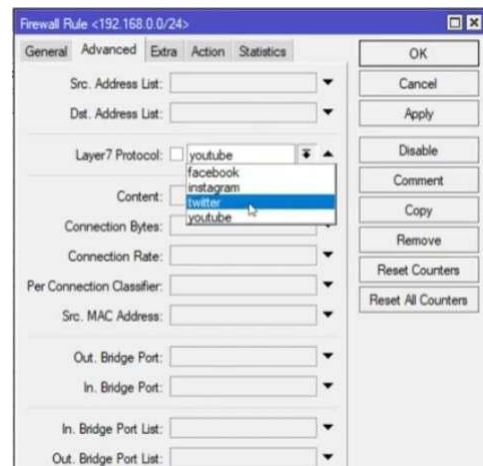 Firewall Rule <192.168.0.0/24>
General Advanced Extra Action Statistics
OK
Src. Address List:
Cancel
Dst. Address List:
Apply
Layer7 Protocol: youtube
Disable
facebook
Comment
instagram
Content:
twitter
Copy
youtube
Connection Bytes:
Remove
Connection Rate:
Reset Counters
Per Connection Classifier:
Reset All Counters
Src. MAC Address:
Out. Bridge Port:
In. Bridge Port:
In. Bridge Port List:
Out. Bridge Port List: